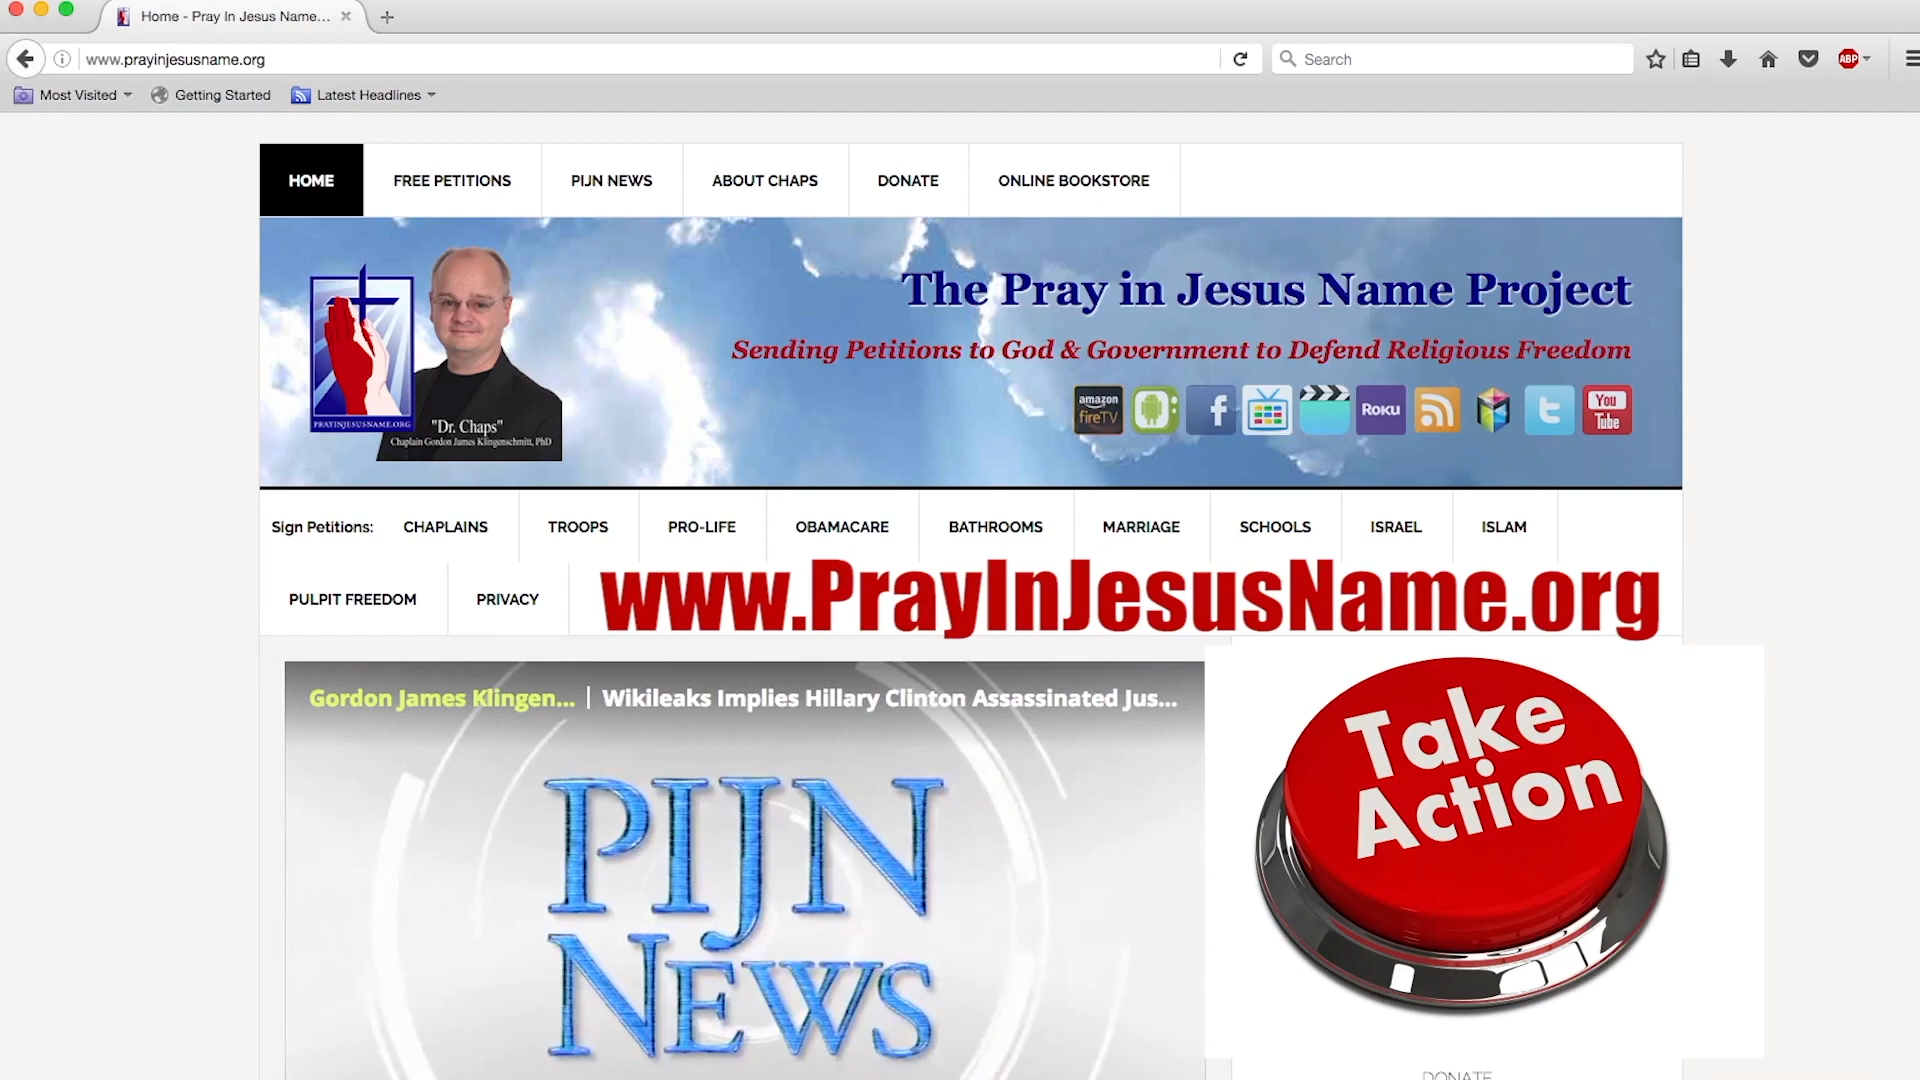 Home - Pray In Jesus Name...
www.prayinjesusname.org
Search
ABP
Most Visited
Getting Started
Latest Headlines
HOME
FREE PETITIONS
PIJN NEWS
ABOUT CHAPS
DONATE
ONLINE BOOKSTORE
The Pray in Jesus Name Project
Sending Petitions to God & Government to Defend Religious Freedom
amazon
fireTV
f
ROKU
t
You
Tube
PRAYINJESUSNAME.ORG
"Dr. Chaps"
Chaplain Gordon James Klingenschmitt, PhD
Sign Petitions:
CHAPLAINS
TROOPS
PRO-LIFE
OBAMACARE
BATHROOMS
MARRIAGE
SCHOOLS
ISRAEL
ISLAM
PULPIT FREEDOM
PRIVACY
www.PrayInJesusName.org
Gordon James Klingen... | Wikileaks Implies Hillary Clinton Assassinated Jus...
PIJN
NEWS
Take
Action
DONATE